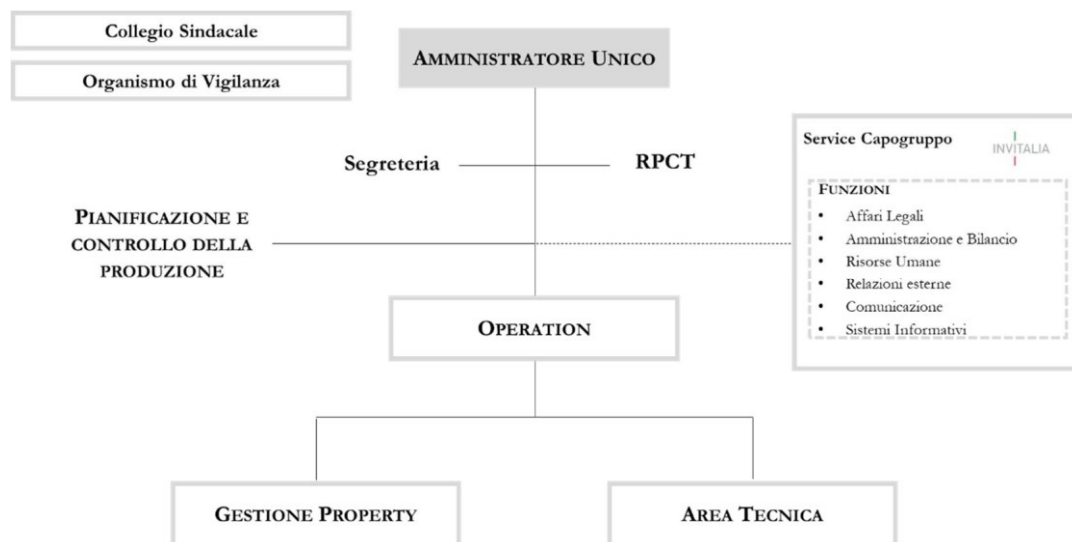 Collegio Sindacale
Organismo di Vigilanza
AMMINISTRATORE UNICO
Segreteria
RPCT
PIANIFICAZIONE E
CONTROLLO DELLA
PRODUZIONE
Service Capogruppo
INVITALIA
FUNZIONI
• Affari Legali
• Amministrazione e Bilancio
• Risorse Umane
• Relazioni esterne
• Comunicazione
• Sistemi Informativi
OPERATION
GESTIONE PROPERTY
AREA TECNICA